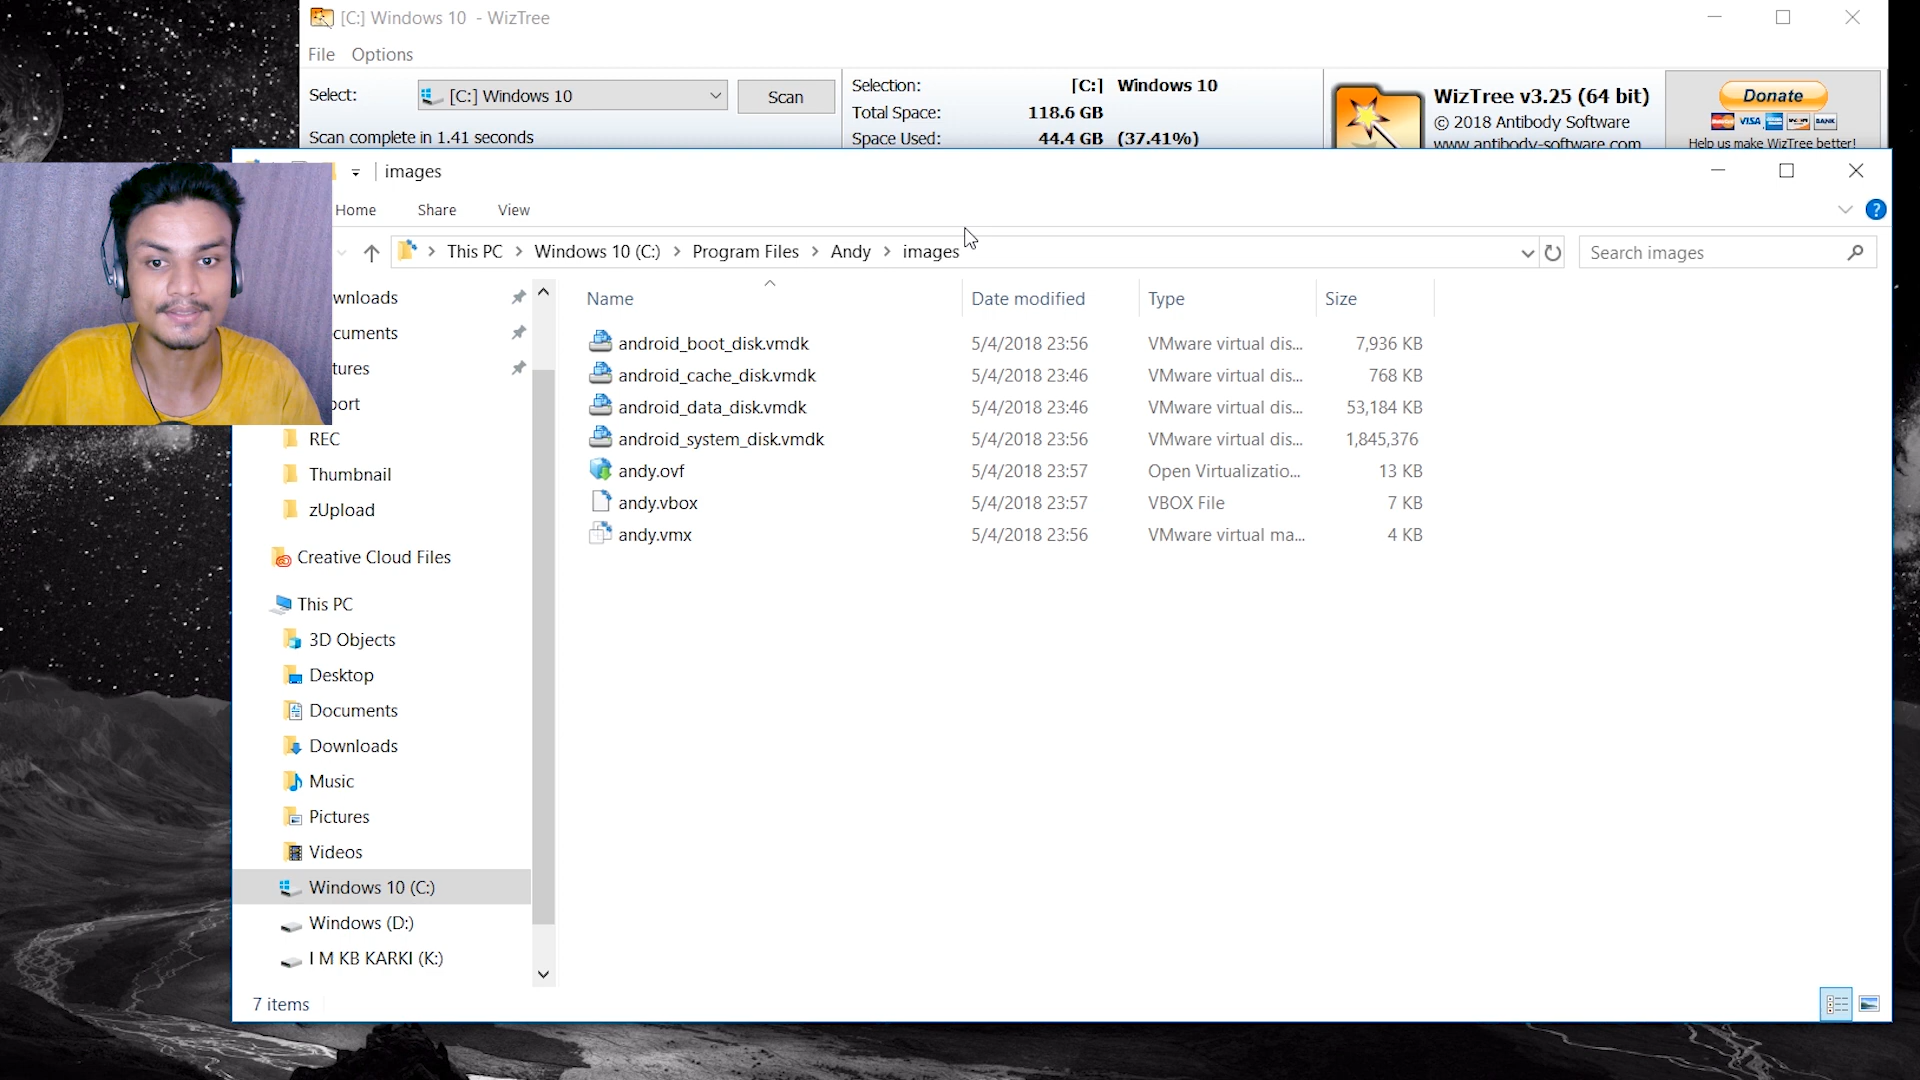 [C:] Windows 10 - WizTree
File Options
Select: [C:] Windows 10 Scan
Scan complete in 1.41 seconds
Selection: [C:] Windows 10
Total Space: 118.6 GB
Space Used: 44.4 GB (37.41%)
WizTree v3.25 (64 bit)
© 2018 Antibody Software
www.antibody-software.com
Donate
VISA BANK
Help us make WizTree better!
images
Home Share View
This PC > Windows 10 (C:) > Program Files > Andy > images
Search images
Name Date modified Type Size
android_boot_disk.vmdk 5/4/2018 23:56 VMware virtual dis... 7,936 KB
android_cache_disk.vmdk 5/4/2018 23:46 VMware virtual dis... 768 KB
android_data_disk.vmdk 5/4/2018 23:46 VMware virtual dis... 53,184 KB
android_system_disk.vmdk 5/4/2018 23:56 VMware virtual dis... 1,845,376
andy.ovf 5/4/2018 23:57 Open Virtualizatio... 13 KB
andy.vbox 5/4/2018 23:57 VBOX File 7 KB
andy.vmx 5/4/2018 23:56 VMware virtual ma... 4 KB
wnloads
cuments
tures
port
REC
Thumbnail
zUpload
Creative Cloud Files
This PC
3D Objects
Desktop
Documents
Downloads
Music
Pictures
Videos
Windows 10 (C:)
Windows (D:)
I M KB KARKI (K:)
7 items